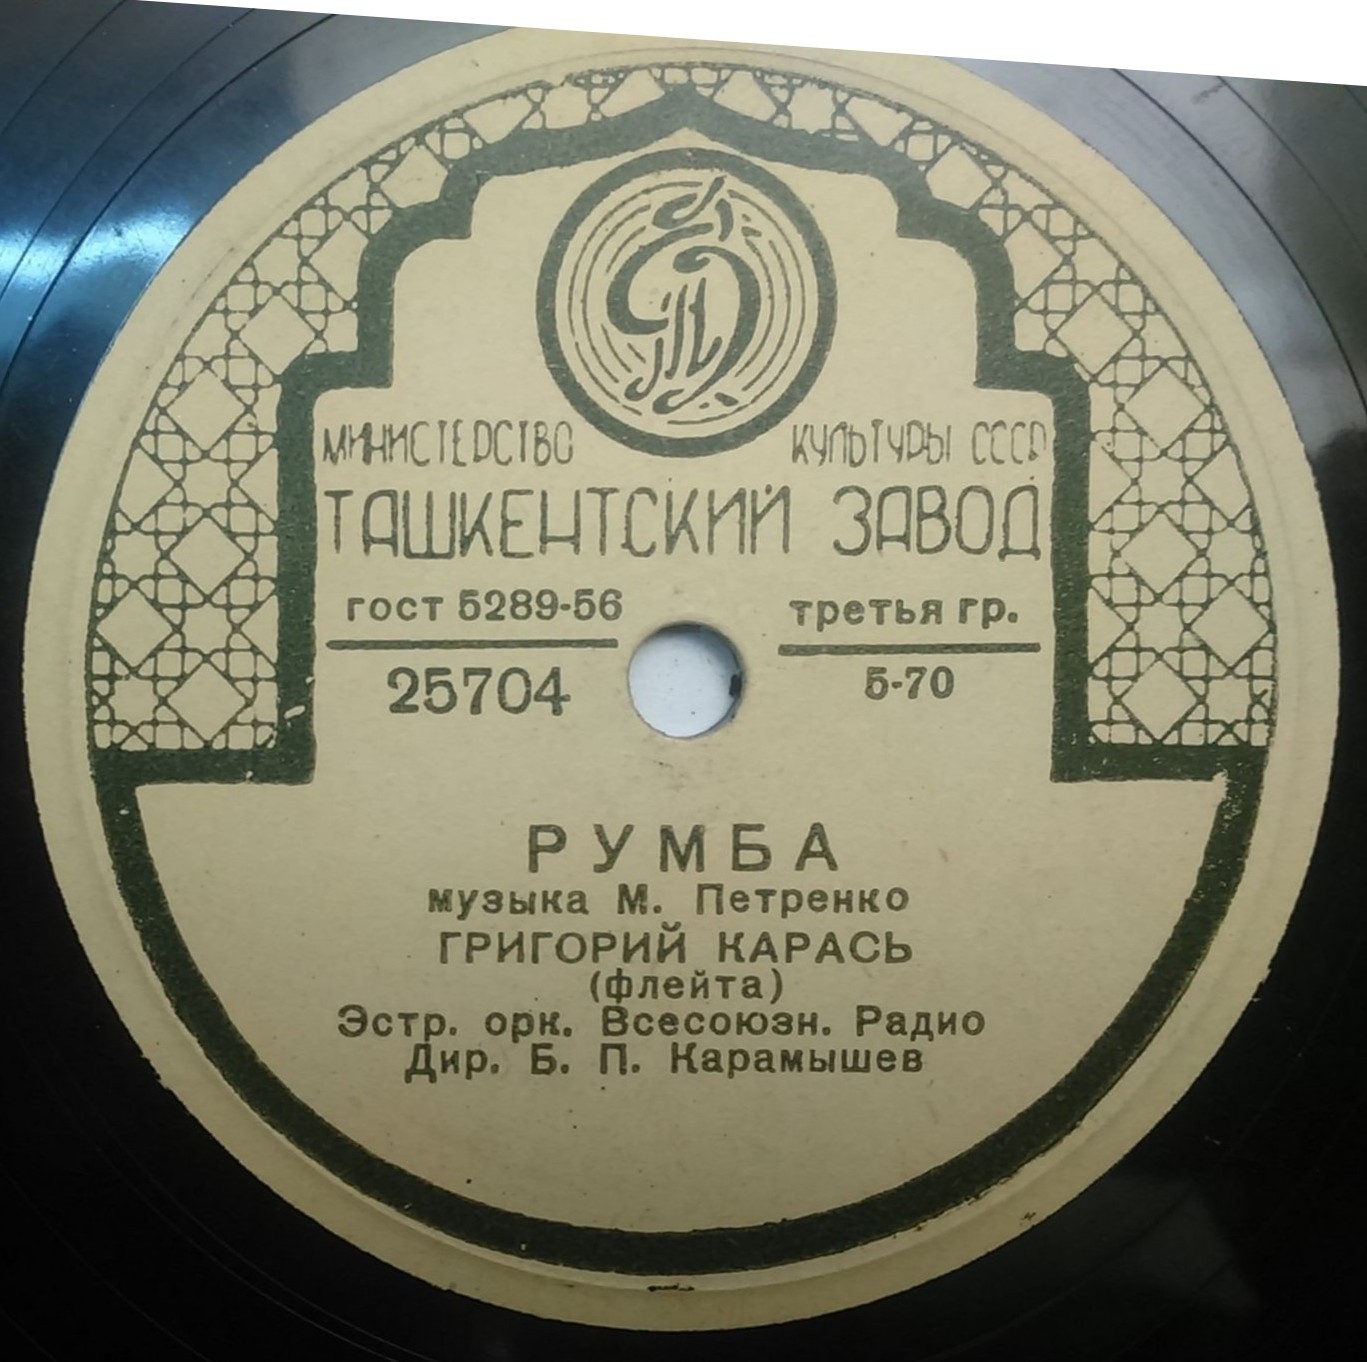 МИНИСТЕРСТВО КУЛЬТУРЫ СССР
ТАШКЕНТСКИЙ ЗАВОД
гост 5289-56 третья гр.
25704 5-70
РУМБА
музыка М. Петренко
ГРИГОРИЙ КАРАСЬ
(флейта)
Эстр. орк. Всесоюзн. Радио
Дир. Б. П. Карамышев